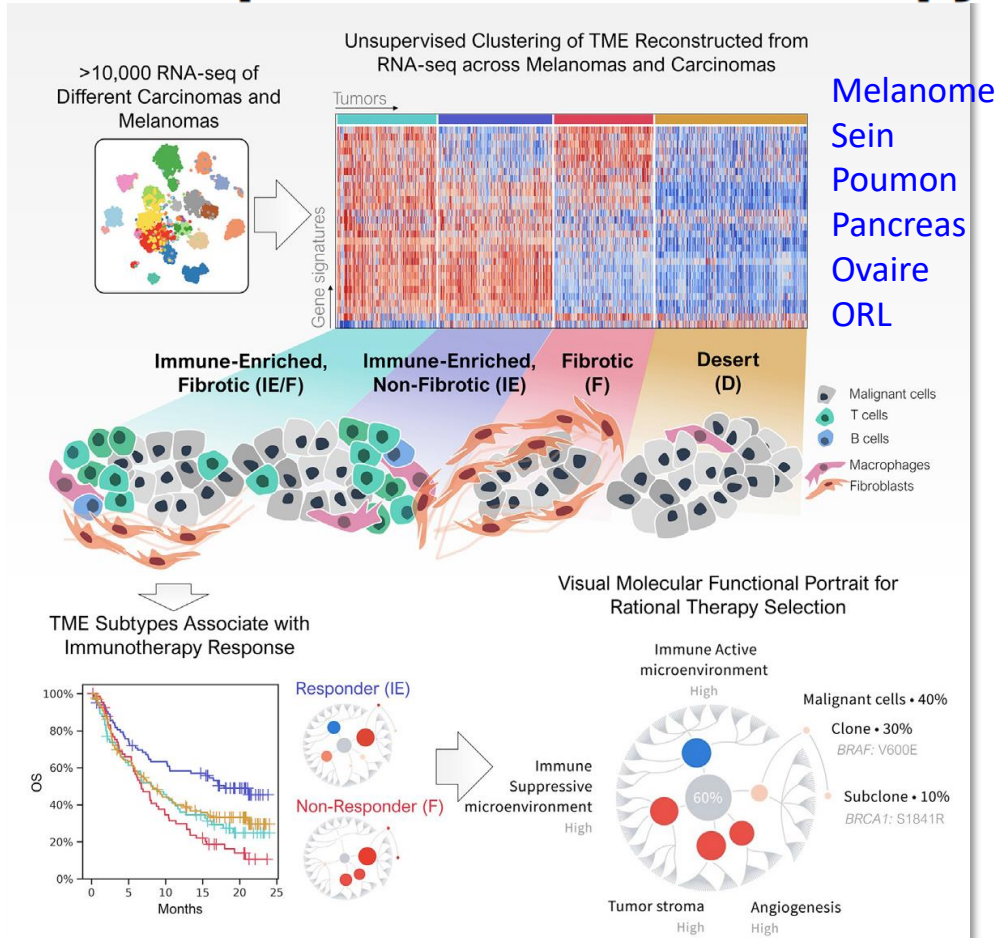 >10,000 RNA-seq of
Different Carcinomas and
Melanomas
Unsupervised Clustering of TME Reconstructed from
RNA-seq across Melanomas and Carcinomas
Tumors
Gene signatures
Melanome
Sein
Poumon
Pancreas
Ovaire
ORL
Immune-Enriched,
Fibrotic (IE/F)
Immune-Enriched,
Non-Fibrotic (IE)
Fibrotic
(F)
Desert
(D)
Malignant cells
T cells
B cells
Macrophages
Fibroblasts
TME Subtypes Associate with
Immunotherapy Response
100%
80%
60%
40%
20%
0%
OS
0
5
10
15
20
25
Months
Responder (IE)
Non-Responder (F)
Visual Molecular Functional Portrait for
Rational Therapy Selection
Immune Active
microenvironment
High
Immune
Suppressive
microenvironment
High
60%
Malignant cells • 40%
Clone • 30%
BRAF: V600E
Subclone • 10%
BRCA1: S1841R
Tumor stroma
High
Angiogenesis
High